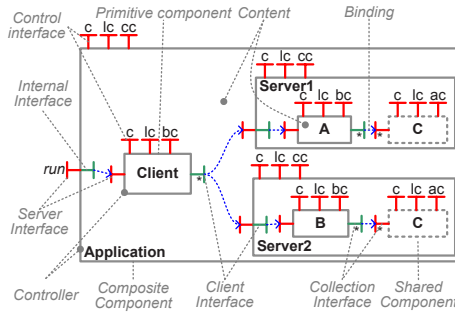 Control interface
Primitive component
Content
Binding
c lc cc
Internal Interface
c lc cc
Server1
c lc bc
A
*
*
c lc ac
C
c lc bc
Client
*
run
Server Interface
c lc cc
Server2
c lc bc
B
*
*
c lc ac
C
Application
Controller
Composite Component
Client Interface
Collection Interface
Shared Component